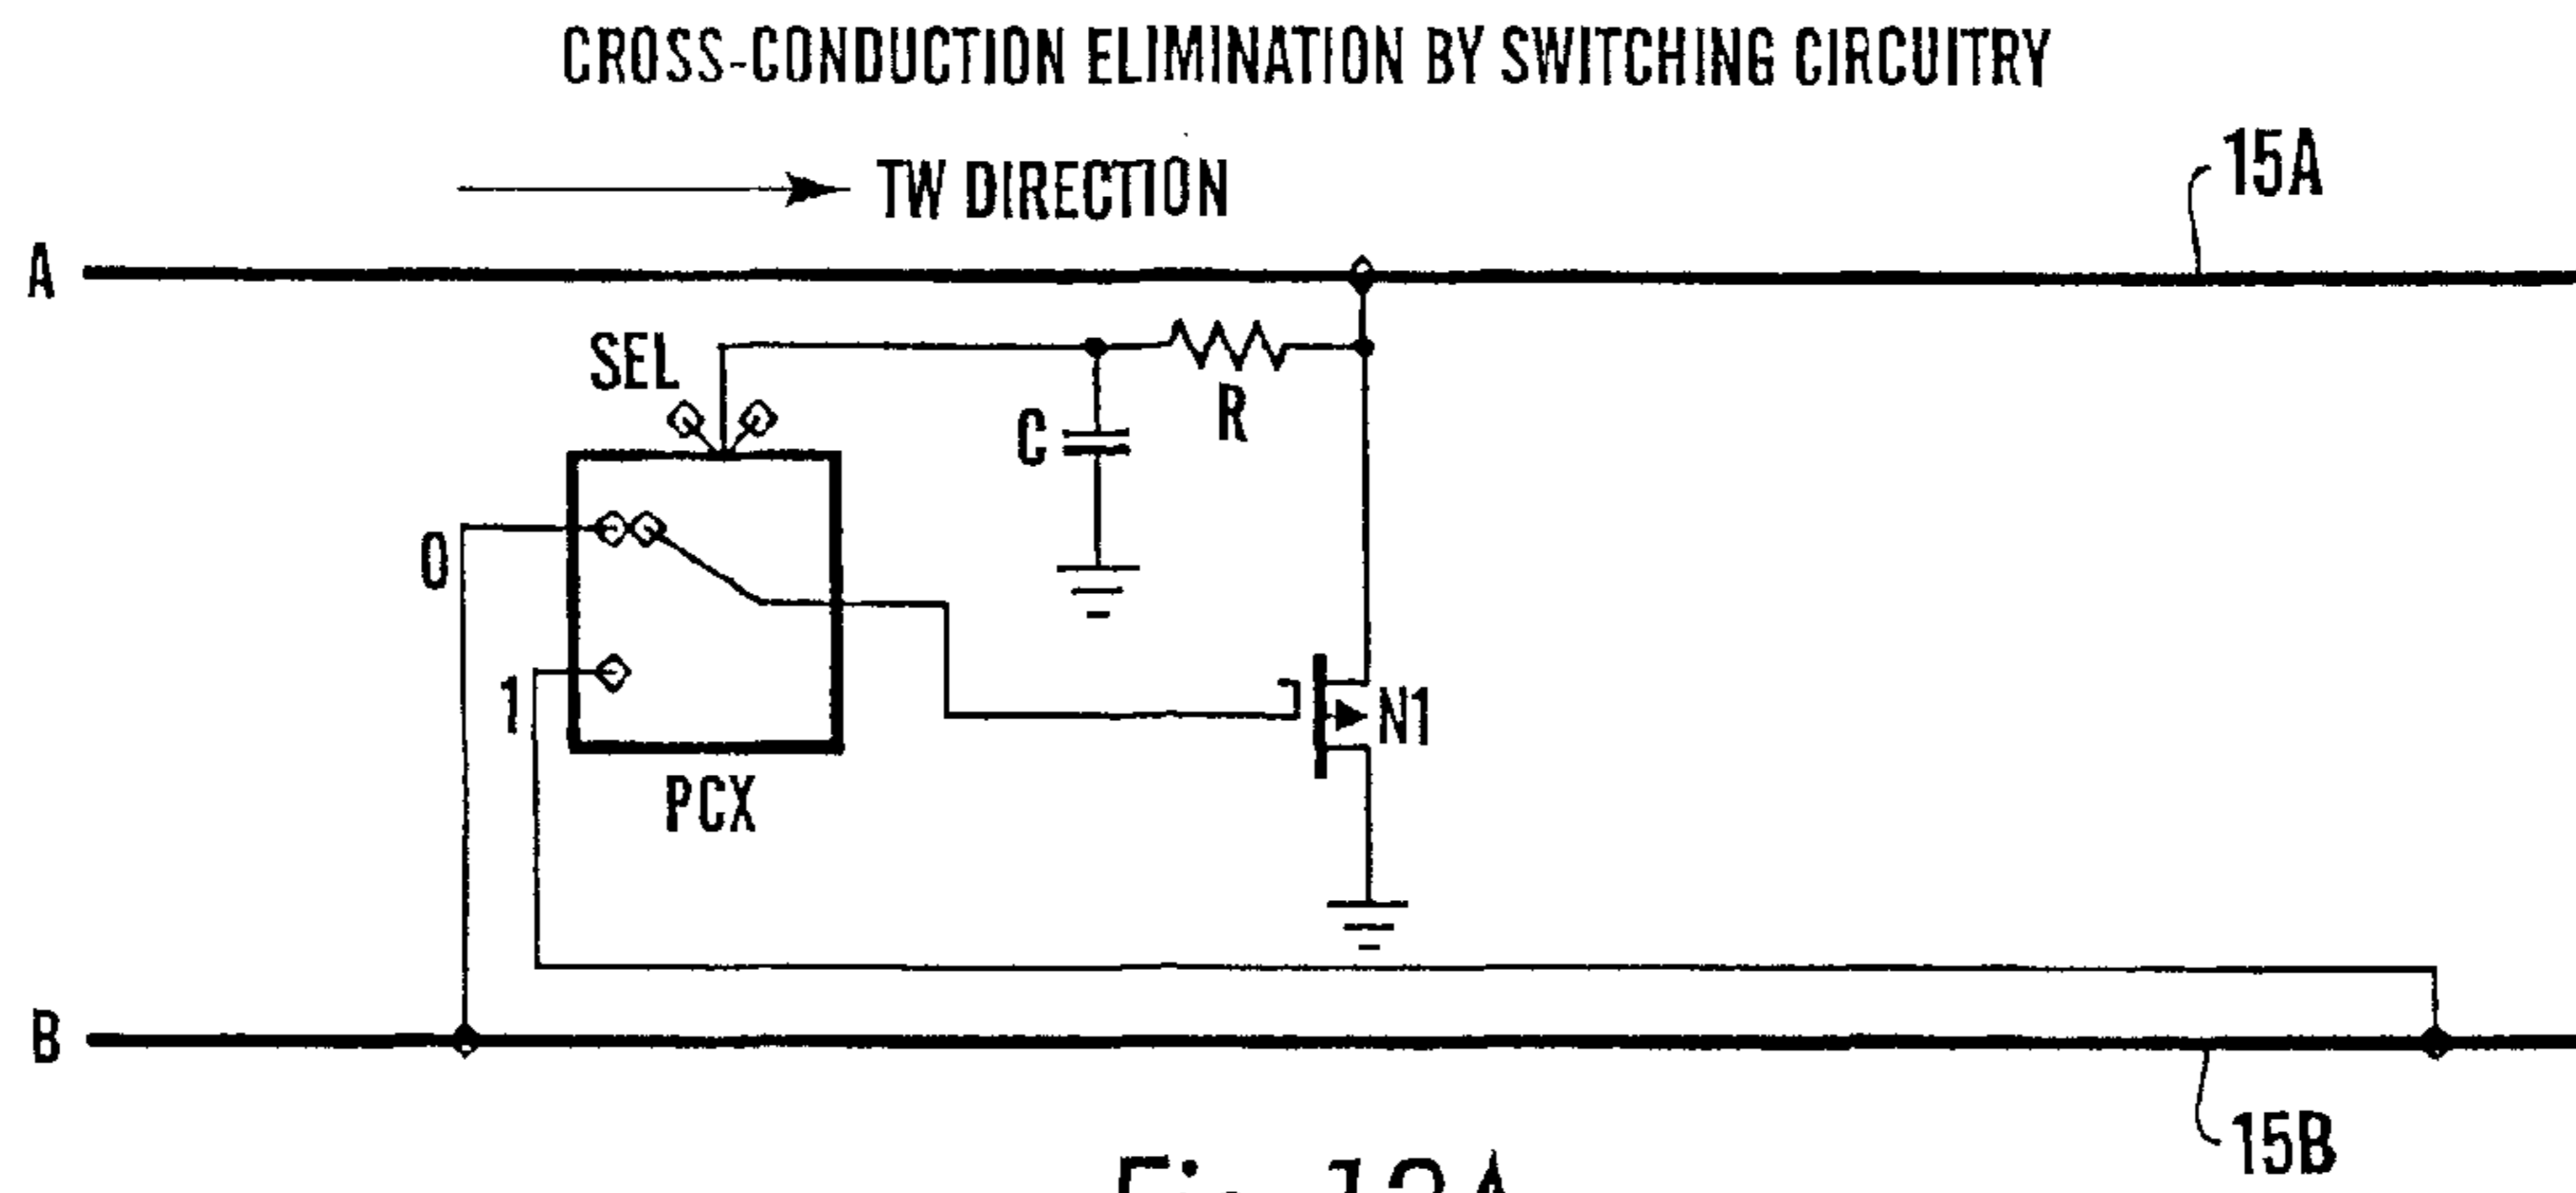 CROSS-CONDUCTION ELIMINATION BY SWITCHING CIRCUITRY
TW DIRECTION
15A
A
SEL
R
C
0
1
N1
PCX
B
15B